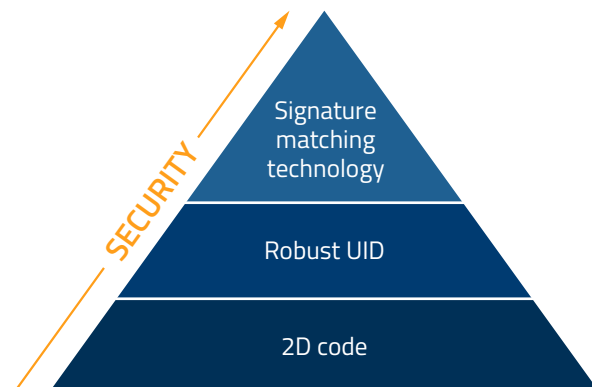 SECURITY
Signature
matching
technology
Robust UID
2D code